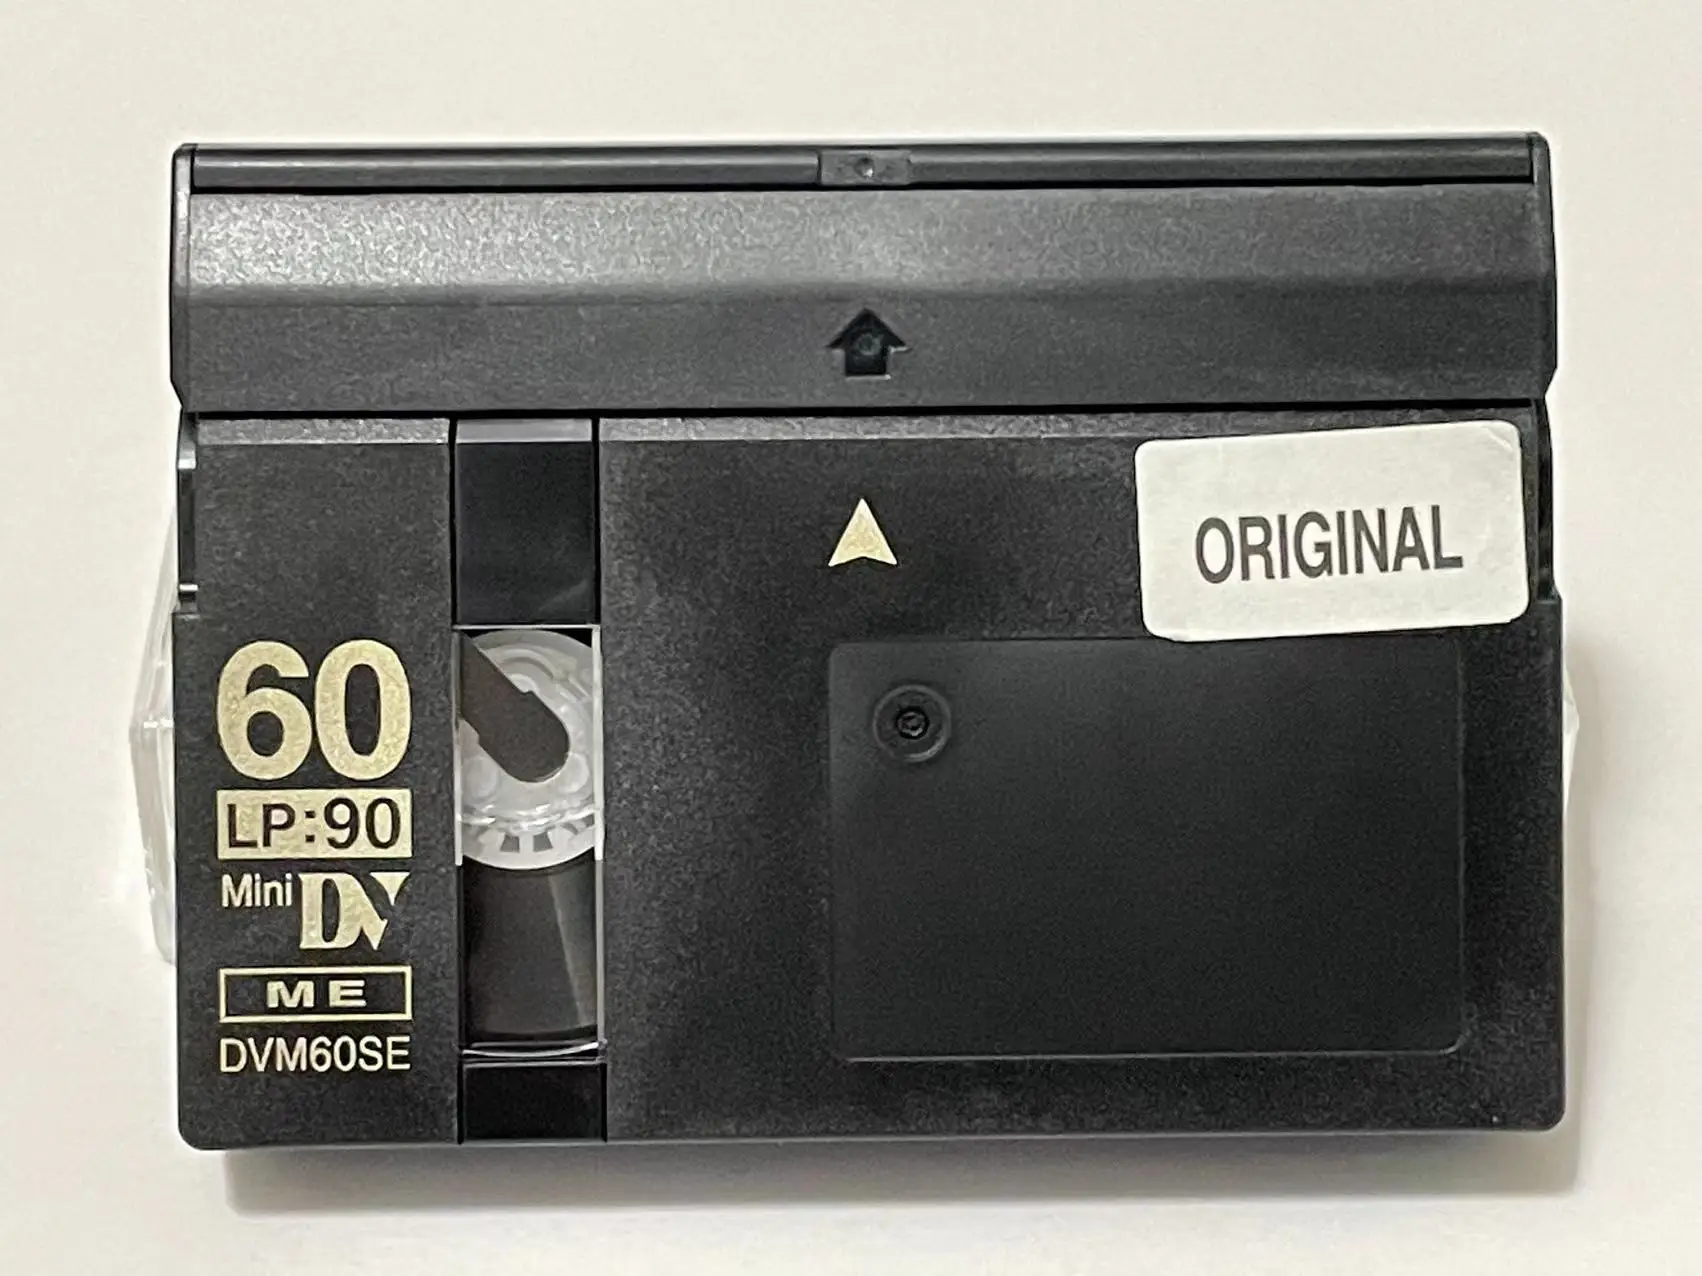 ORIGINAL
60
LP:90
Mini DV
ME
DVM60SE